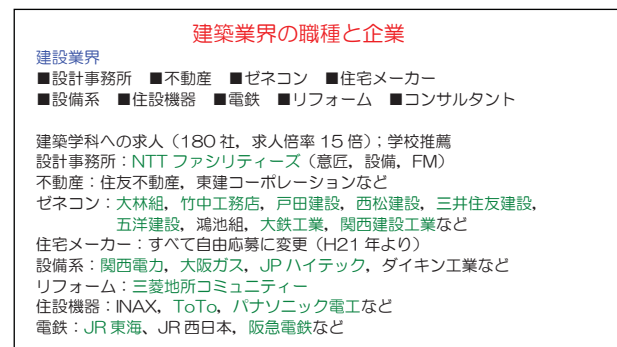 建築業界の職種と企業
建設業界
■設計事務所 ■不動産 ■ゼネコン ■住宅メーカー
■設備系 ■住設機器 ■電鉄 ■リフォーム ■コンサルタント
建築学科への求人（180 社，求人倍率 15 倍）；学校推薦
設計事務所：NTT ファシリティーズ（意匠，設備，FM）
不動産：住友不動産，東建コーポレーションなど
ゼネコン：大林組，竹中工務店，戸田建設，西松建設，三井住友建設，
五洋建設，鴻池組，大鉄工業，関西建設工業など
住宅メーカー：すべて自由応募に変更（H21 年より）
設備系：関西電力，大阪ガス，JP ハイテック，ダイキン工業など
リフォーム：三菱地所コミュニティー
住設機器：INAX，ToTo，パナソニック電工など
電鉄：JR 東海、JR 西日本，阪急電鉄など